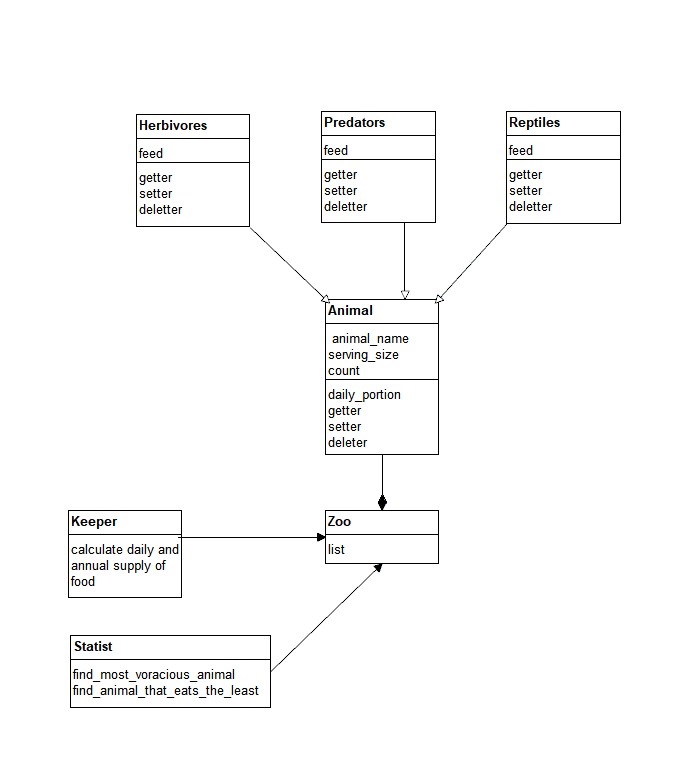 Herbivores
feed
getter
setter
deletter
Predators
feed
getter
setter
deletter
Reptiles
feed
getter
setter
deletter
Animal
animal_name
serving_size
count
daily_portion
getter
setter
deleter
Keeper
calculate daily and
annual supply of
food
Zoo
list
Statist
find_most_voracious_animal
find_animal_that_eats_the_least